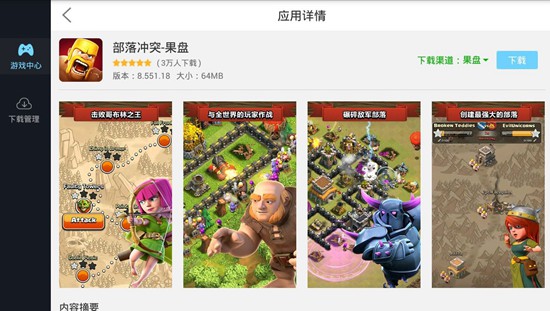 应用详情
游戏中心
下载管理
部落冲突-果盘
(3万人下载)
版本：8.551.18 大小：64MB
下载渠道：果盘
下载
击败哥布林之王
Attack
与全世界的玩家作战
碾碎敌军部落
创建最强大的部落
Broken Teddies
内容摘要